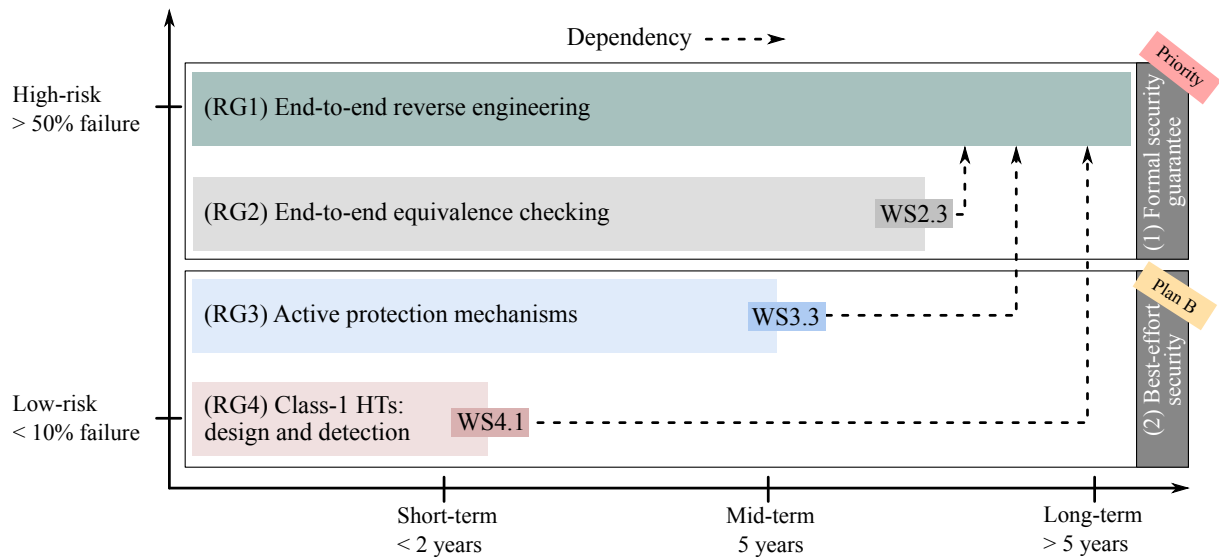 Dependency
Priority
High-risk
> 50% failure
(RG1) End-to-end reverse engineering
(1) Formal security
guarantee
(RG2) End-to-end equivalence checking
WS2.3
Plan B
(RG3) Active protection mechanisms
WS3.3
(2) Best-effort
security
Low-risk
< 10% failure
(RG4) Class-1 HTs:
design and detection
WS4.1
Short-term
< 2 years
Mid-term
5 years
Long-term
> 5 years